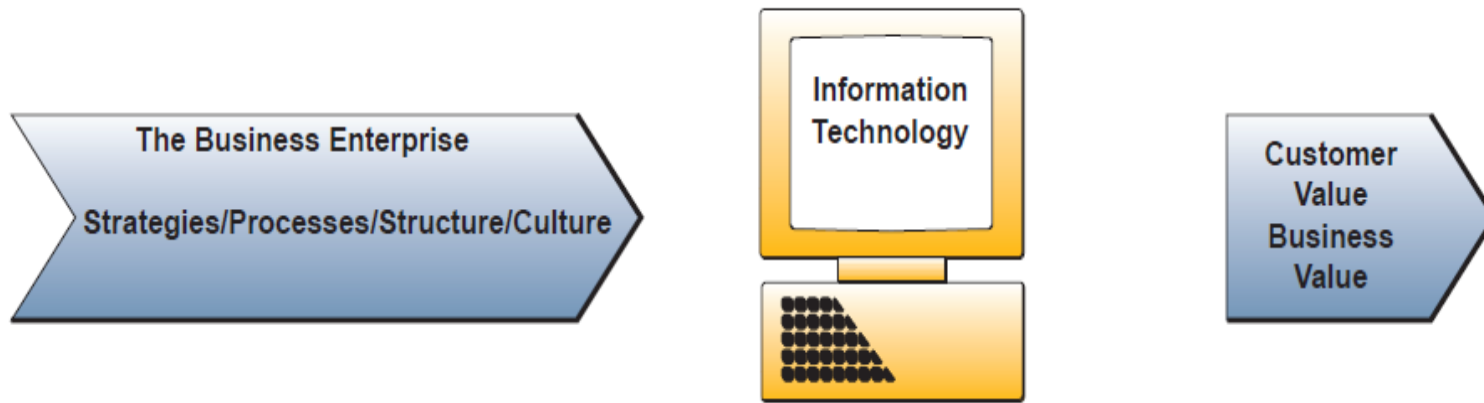 The Business Enterprise
Strategies/Processes/Structure/Culture
Information
Technology
Customer
Value
Business
Value